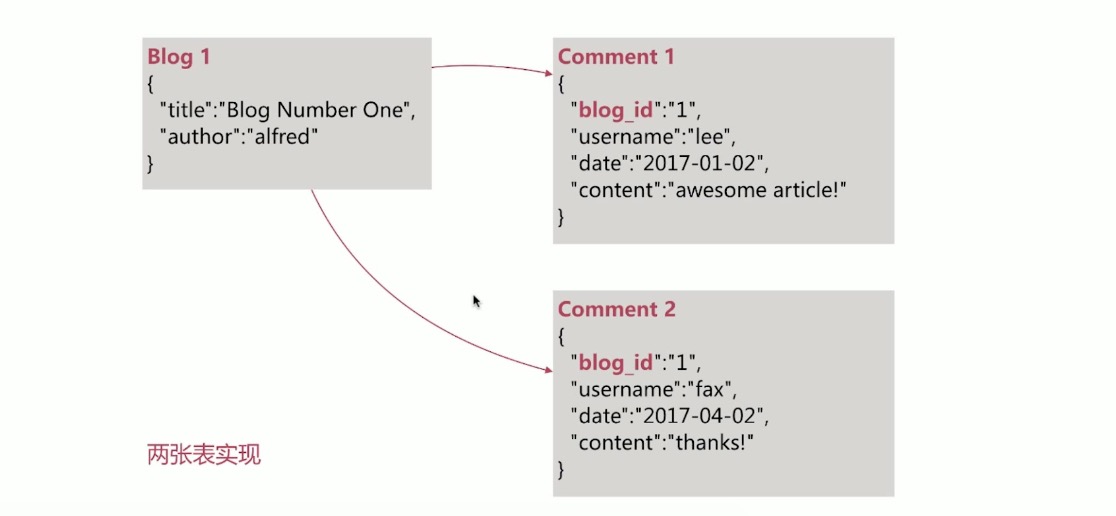 Blog 1
{
"title":"Blog Number One",
"author":"alfred"
}
Comment 1
{
"blog_id":"1",
"username":"lee",
"date":"2017-01-02",
"content":"awesome article!"
}
Comment 2
{
"blog_id":"1",
"username":"fax",
"date":"2017-04-02",
"content":"thanks!"
}
两张表实现